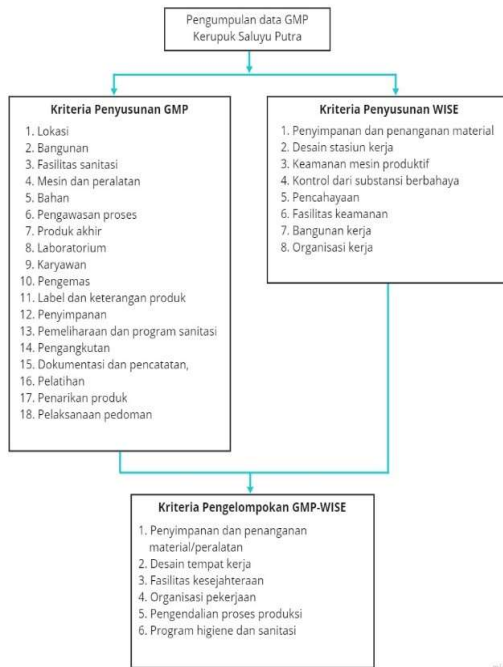 Pengumpulan data GMP
Kerupuk Saluyu Putra
Kriteria Penyusunan GMP
1. Lokasi
2. Bangunan
3. Fasilitas sanitasi
4. Mesin dan peralatan
5. Bahan
6. Pengawasan proses
7. Produk akhir
8. Laboratorium
9. Karyawan
10. Pengemas
11. Label dan keterangan produk
12. Penyimpanan
13. Pemeliharaan dan program sanitasi
14. Pengangkutan
15. Dokumentasi dan pencatatan,
16. Pelatihan
17. Penarikan produk
18. Pelaksanaan pedoman
Kriteria Penyusunan WISE
1. Penyimpanan dan penanganan material
2. Desain stasiun kerja
3. Keamanan mesin produktif
4. Kontrol dari substansi berbahaya
5. Pencahayaan
6. Fasilitas keamanan
7. Bangunan kerja
8. Organisasi kerja
Kriteria Pengelompokan GMP-WISE
1. Penyimpanan dan penanganan
material/peralatan
2. Desain tempat kerja
3. Fasilitas kesejahteraan
4. Organisasi pekerjaan
5. Pengendalian proses produksi
6. Program higiene dan sanitasi